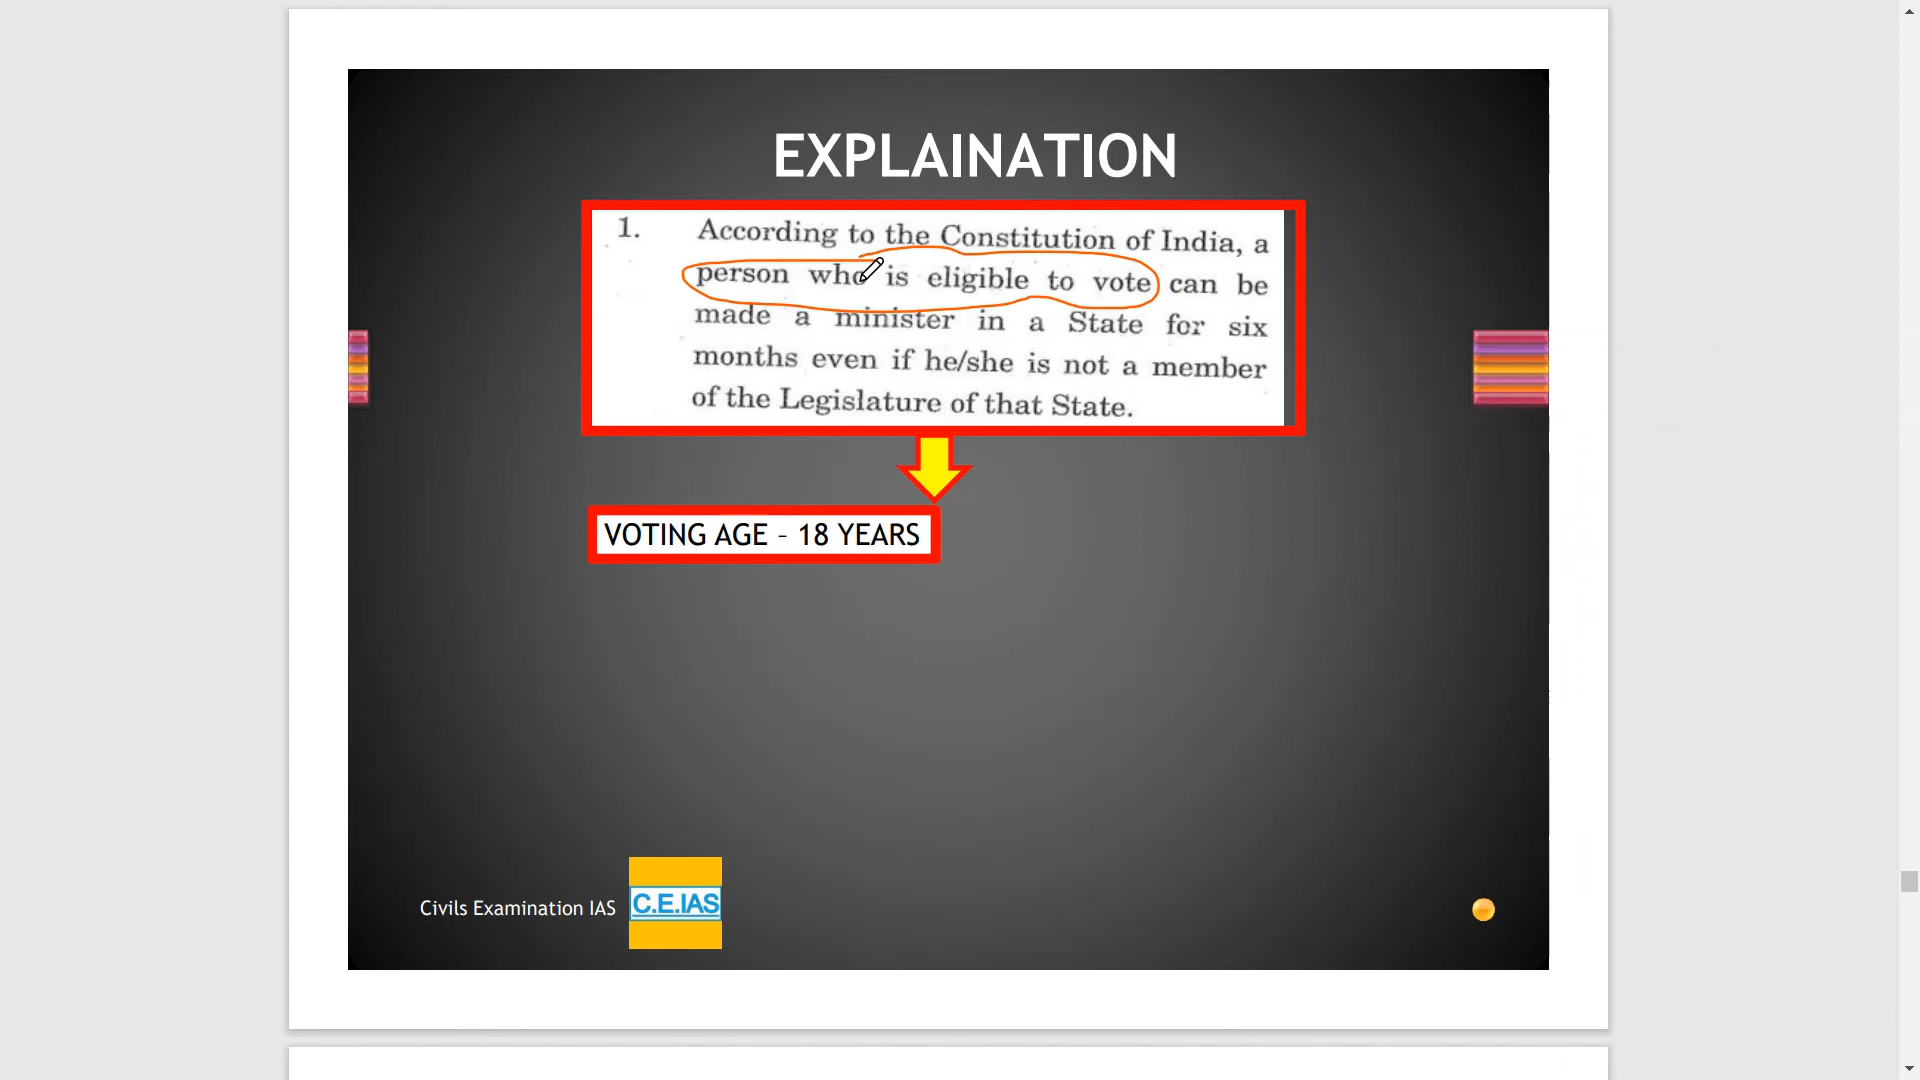 EXPLAINATION
1. According to the Constitution of India, a
person who is eligible to vote can be
made a minister in a State for six
months even if he/she is not a member
of the Legislature of that State.
VOTING AGE – 18 YEARS
Civils Examination IAS
C.E.IAS